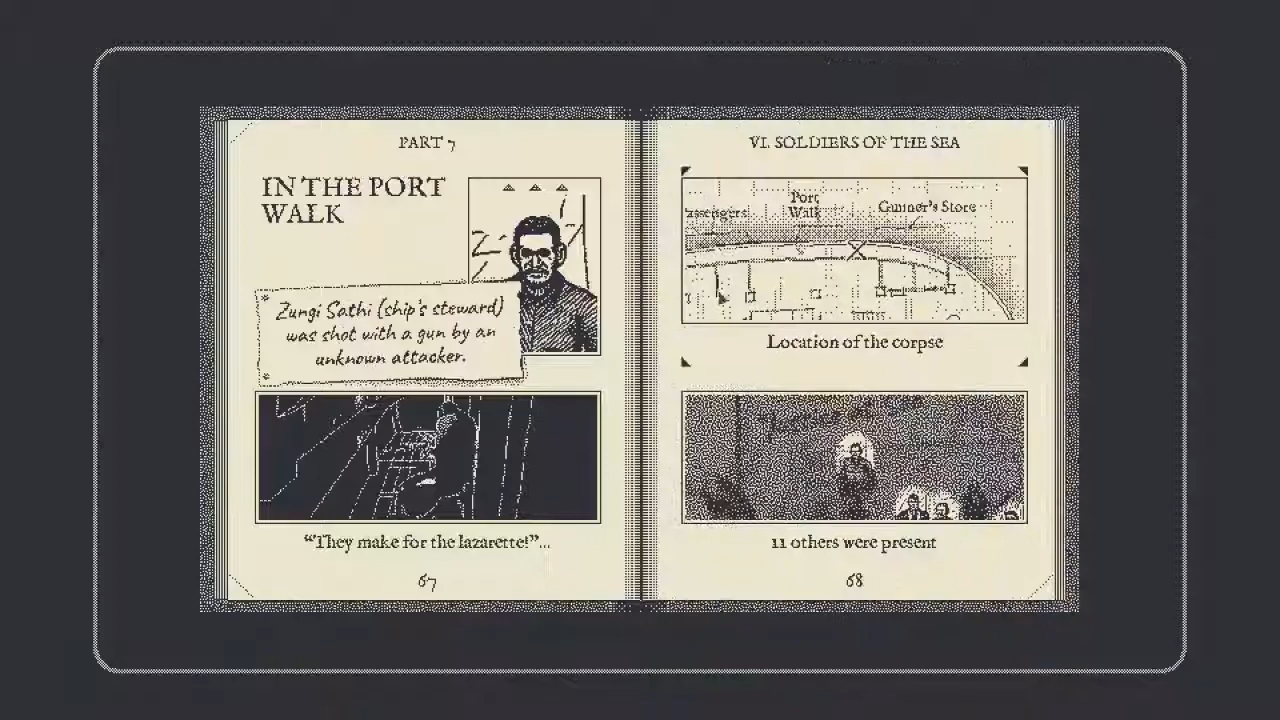 PART 7
IN THE PORT
WALK
Zungi Sathi (ship's steward)
was shot with a gun by an
unknown attacker.
"They make for the lazarette!"...
67
VI. SOLDIERS OF THE SEA
Port
Walk
Gunner's Store
assengers
Location of the corpse
11 others were present
68